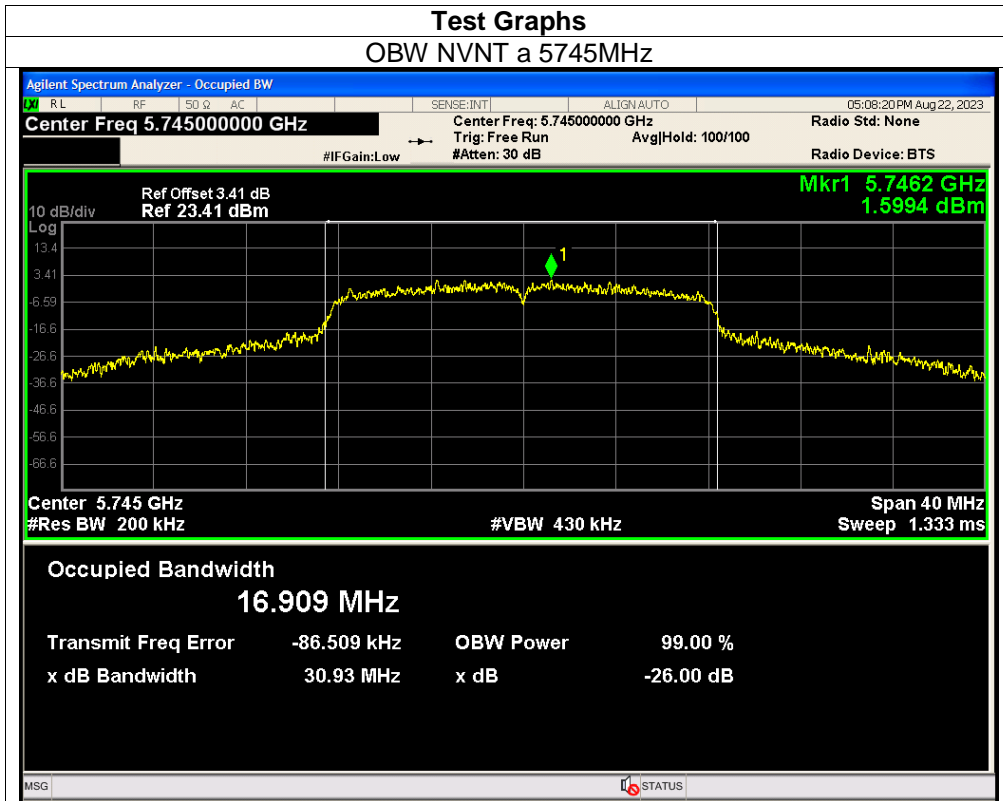 Test Graphs
OBW NVNT a 5745MHz
Agilent Spectrum Analyzer - Occupied BW
LXI RL RF 50 Ω AC SENSE:INT ALIGN AUTO 05:08:20 PM Aug 22, 2023
Center Freq 5.745000000 GHz Center Freq: 5.745000000 GHz Radio Std: None
Trig: Free Run Avg|Hold: 100/100
#IFGain:Low #Atten: 30 dB Radio Device: BTS
Mkr1 5.7462 GHz
Ref Offset 3.41 dB
10 dB/div Ref 23.41 dBm 1.5994 dBm
Log
13.4
1
3.41
-6.59
-16.6
-26.6
-36.6
-46.6
-56.6
-66.6
Center 5.745 GHz Span 40 MHz
#Res BW 200 kHz #VBW 430 kHz Sweep 1.333 ms
Occupied Bandwidth
16.909 MHz
Transmit Freq Error -86.509 kHz OBW Power 99.00 %
x dB Bandwidth 30.93 MHz x dB -26.00 dB
MSG STATUS